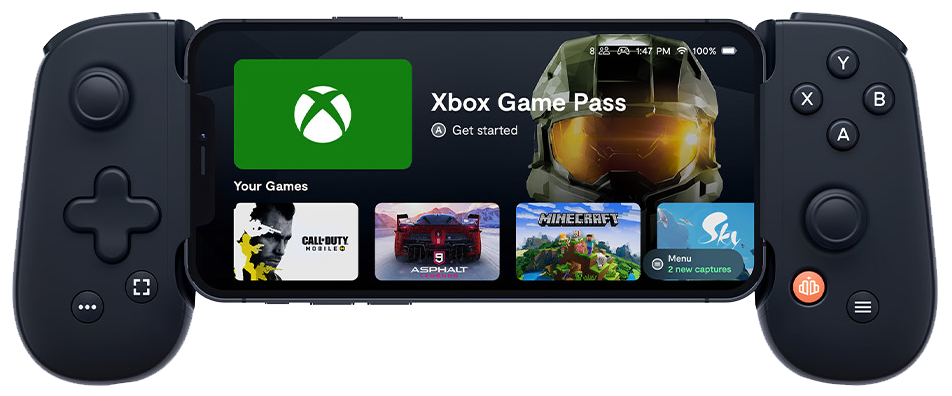 8 1:47 PM 100%
Xbox Game Pass
A Get started
Your Games
CALL·DUTY
MOBILE
9
ASPHALT
MINECRAFT
Sky
Menu
2 new captures
Y
X B
A